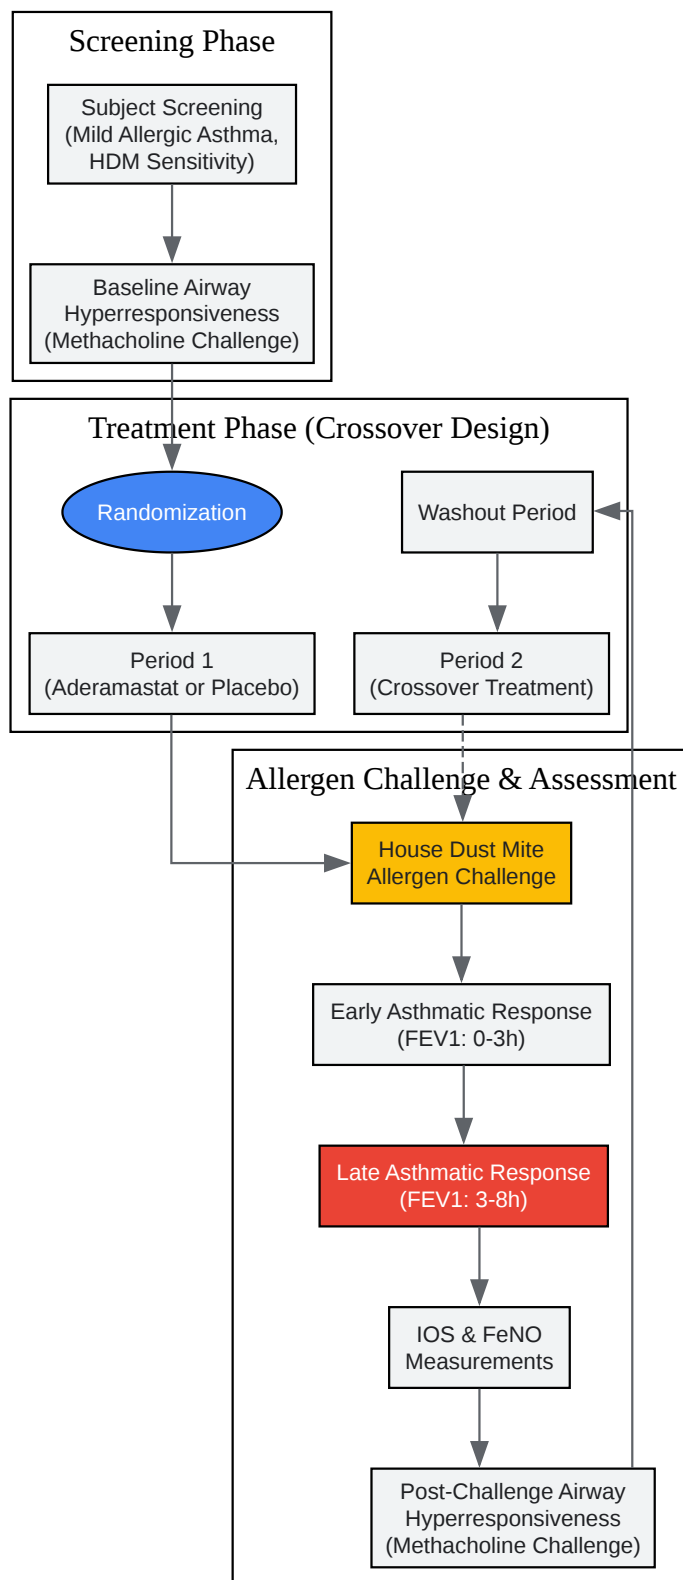 Screening Phase
Subject Screening
(Mild Allergic Asthma,
HDM Sensitivity)
Baseline Airway
Hyperresponsiveness
(Methacholine Challenge)
Treatment Phase (Crossover Design)
Randomization
Washout Period
Period 1
(Aderamastat or Placebo)
Period 2
(Crossover Treatment)
Allergen Challenge & Assessment
House Dust Mite
Allergen Challenge
Early Asthmatic Response
(FEV1: 0-3h)
Late Asthmatic Response
(FEV1: 3-8h)
IOS & FeNO
Measurements
Post-Challenge Airway
Hyperresponsiveness
(Methacholine Challenge)